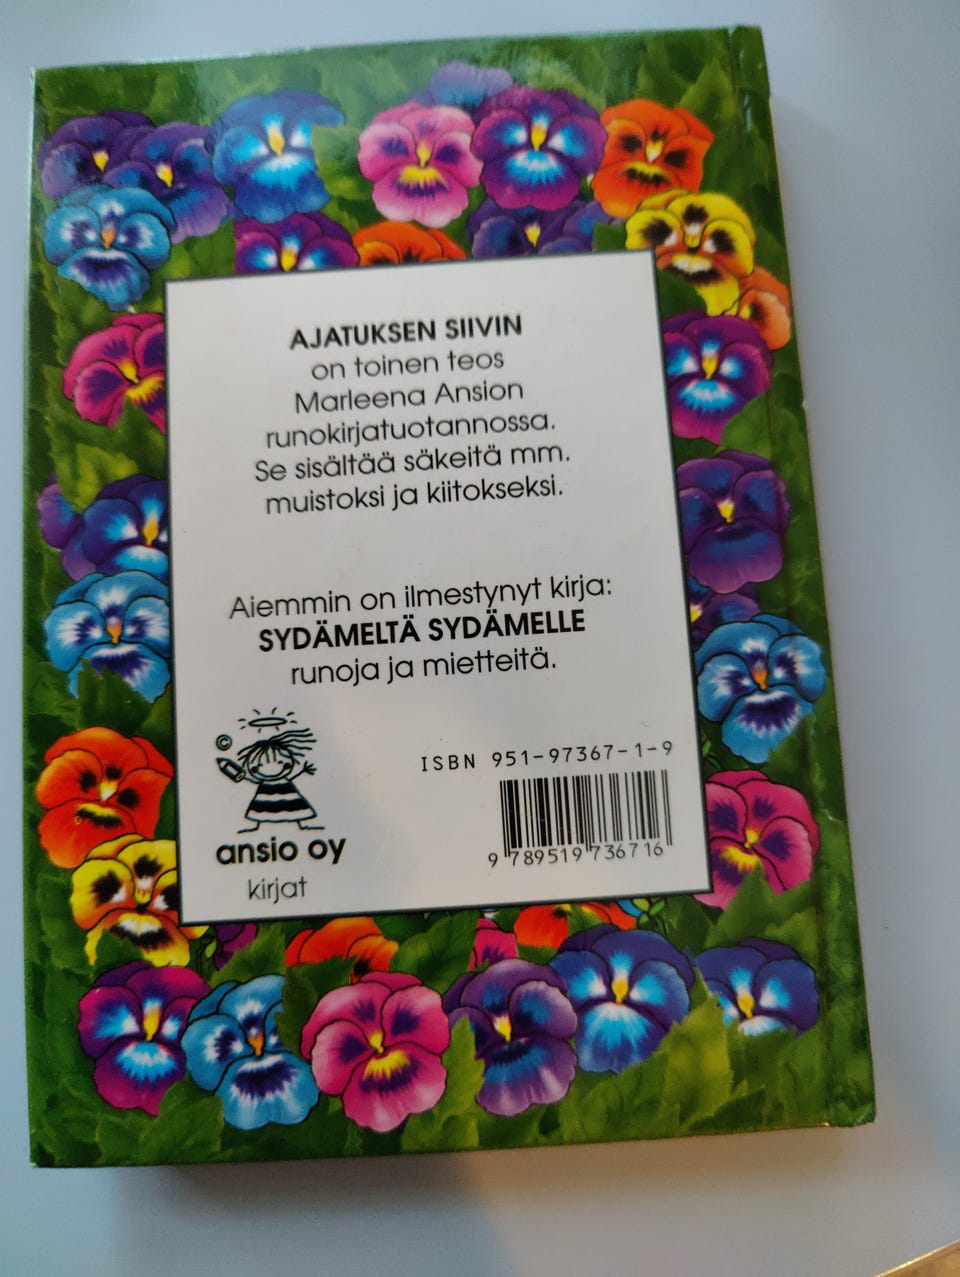 AJATUKSEN SIIVIN
on toinen teos
Marleena Ansion
runokirjatuotannossa.
Se sisältää säkeitä mm.
muistoksi ja kiitokseksi.
Aiemmin on ilmestynyt kirja:
SYDÄMELTÄ SYDÄMELLE
runoja ja mietteitä.
©
ansio oy
kirjat
ISBN 951-97367-1-9
9 789519 736716